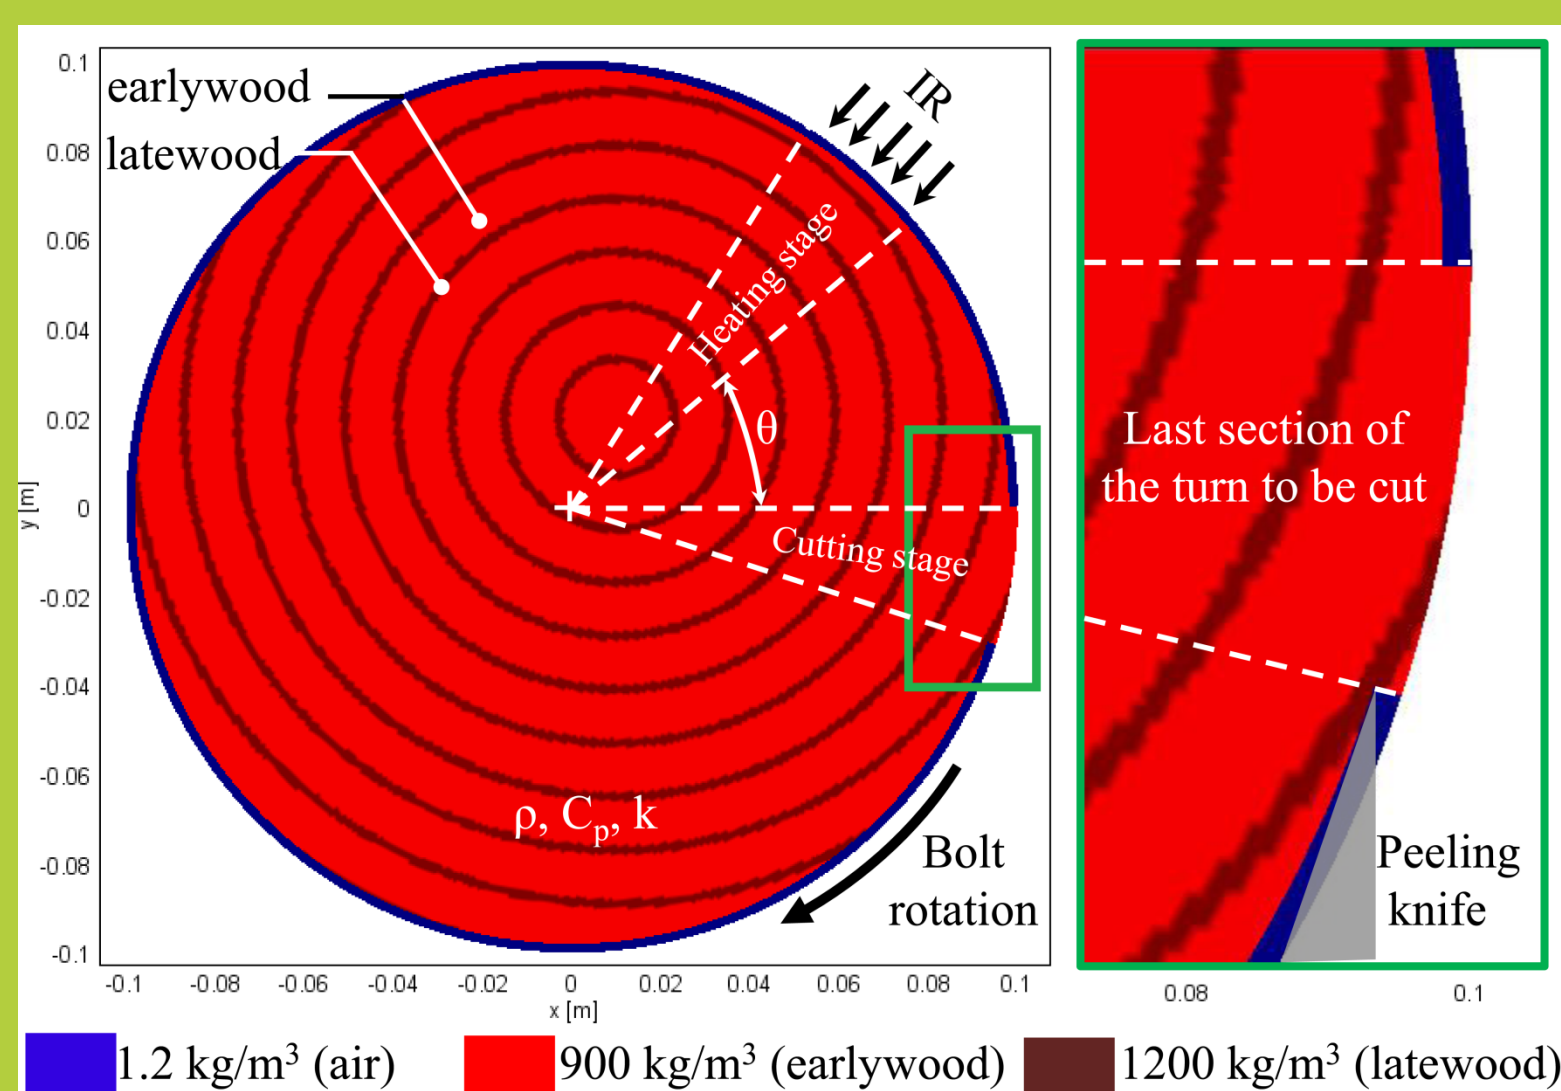 earlywood
latewood
IR
Heating stage
θ
Cutting stage
ρ, Cp, k
Bolt
rotation
y [m]
0.1
0.08
0.06
0.04
0.02
0
-0.02
-0.04
-0.06
-0.08
-0.1
-0.1 -0.08 -0.06 -0.04 -0.02 0 0.02 0.04 0.06 0.08 0.1
x [m]
Last section of
the turn to be cut
Peeling
knife
0.08 0.1
1.2 kg/m³ (air) 900 kg/m³ (earlywood) 1200 kg/m³ (latewood)